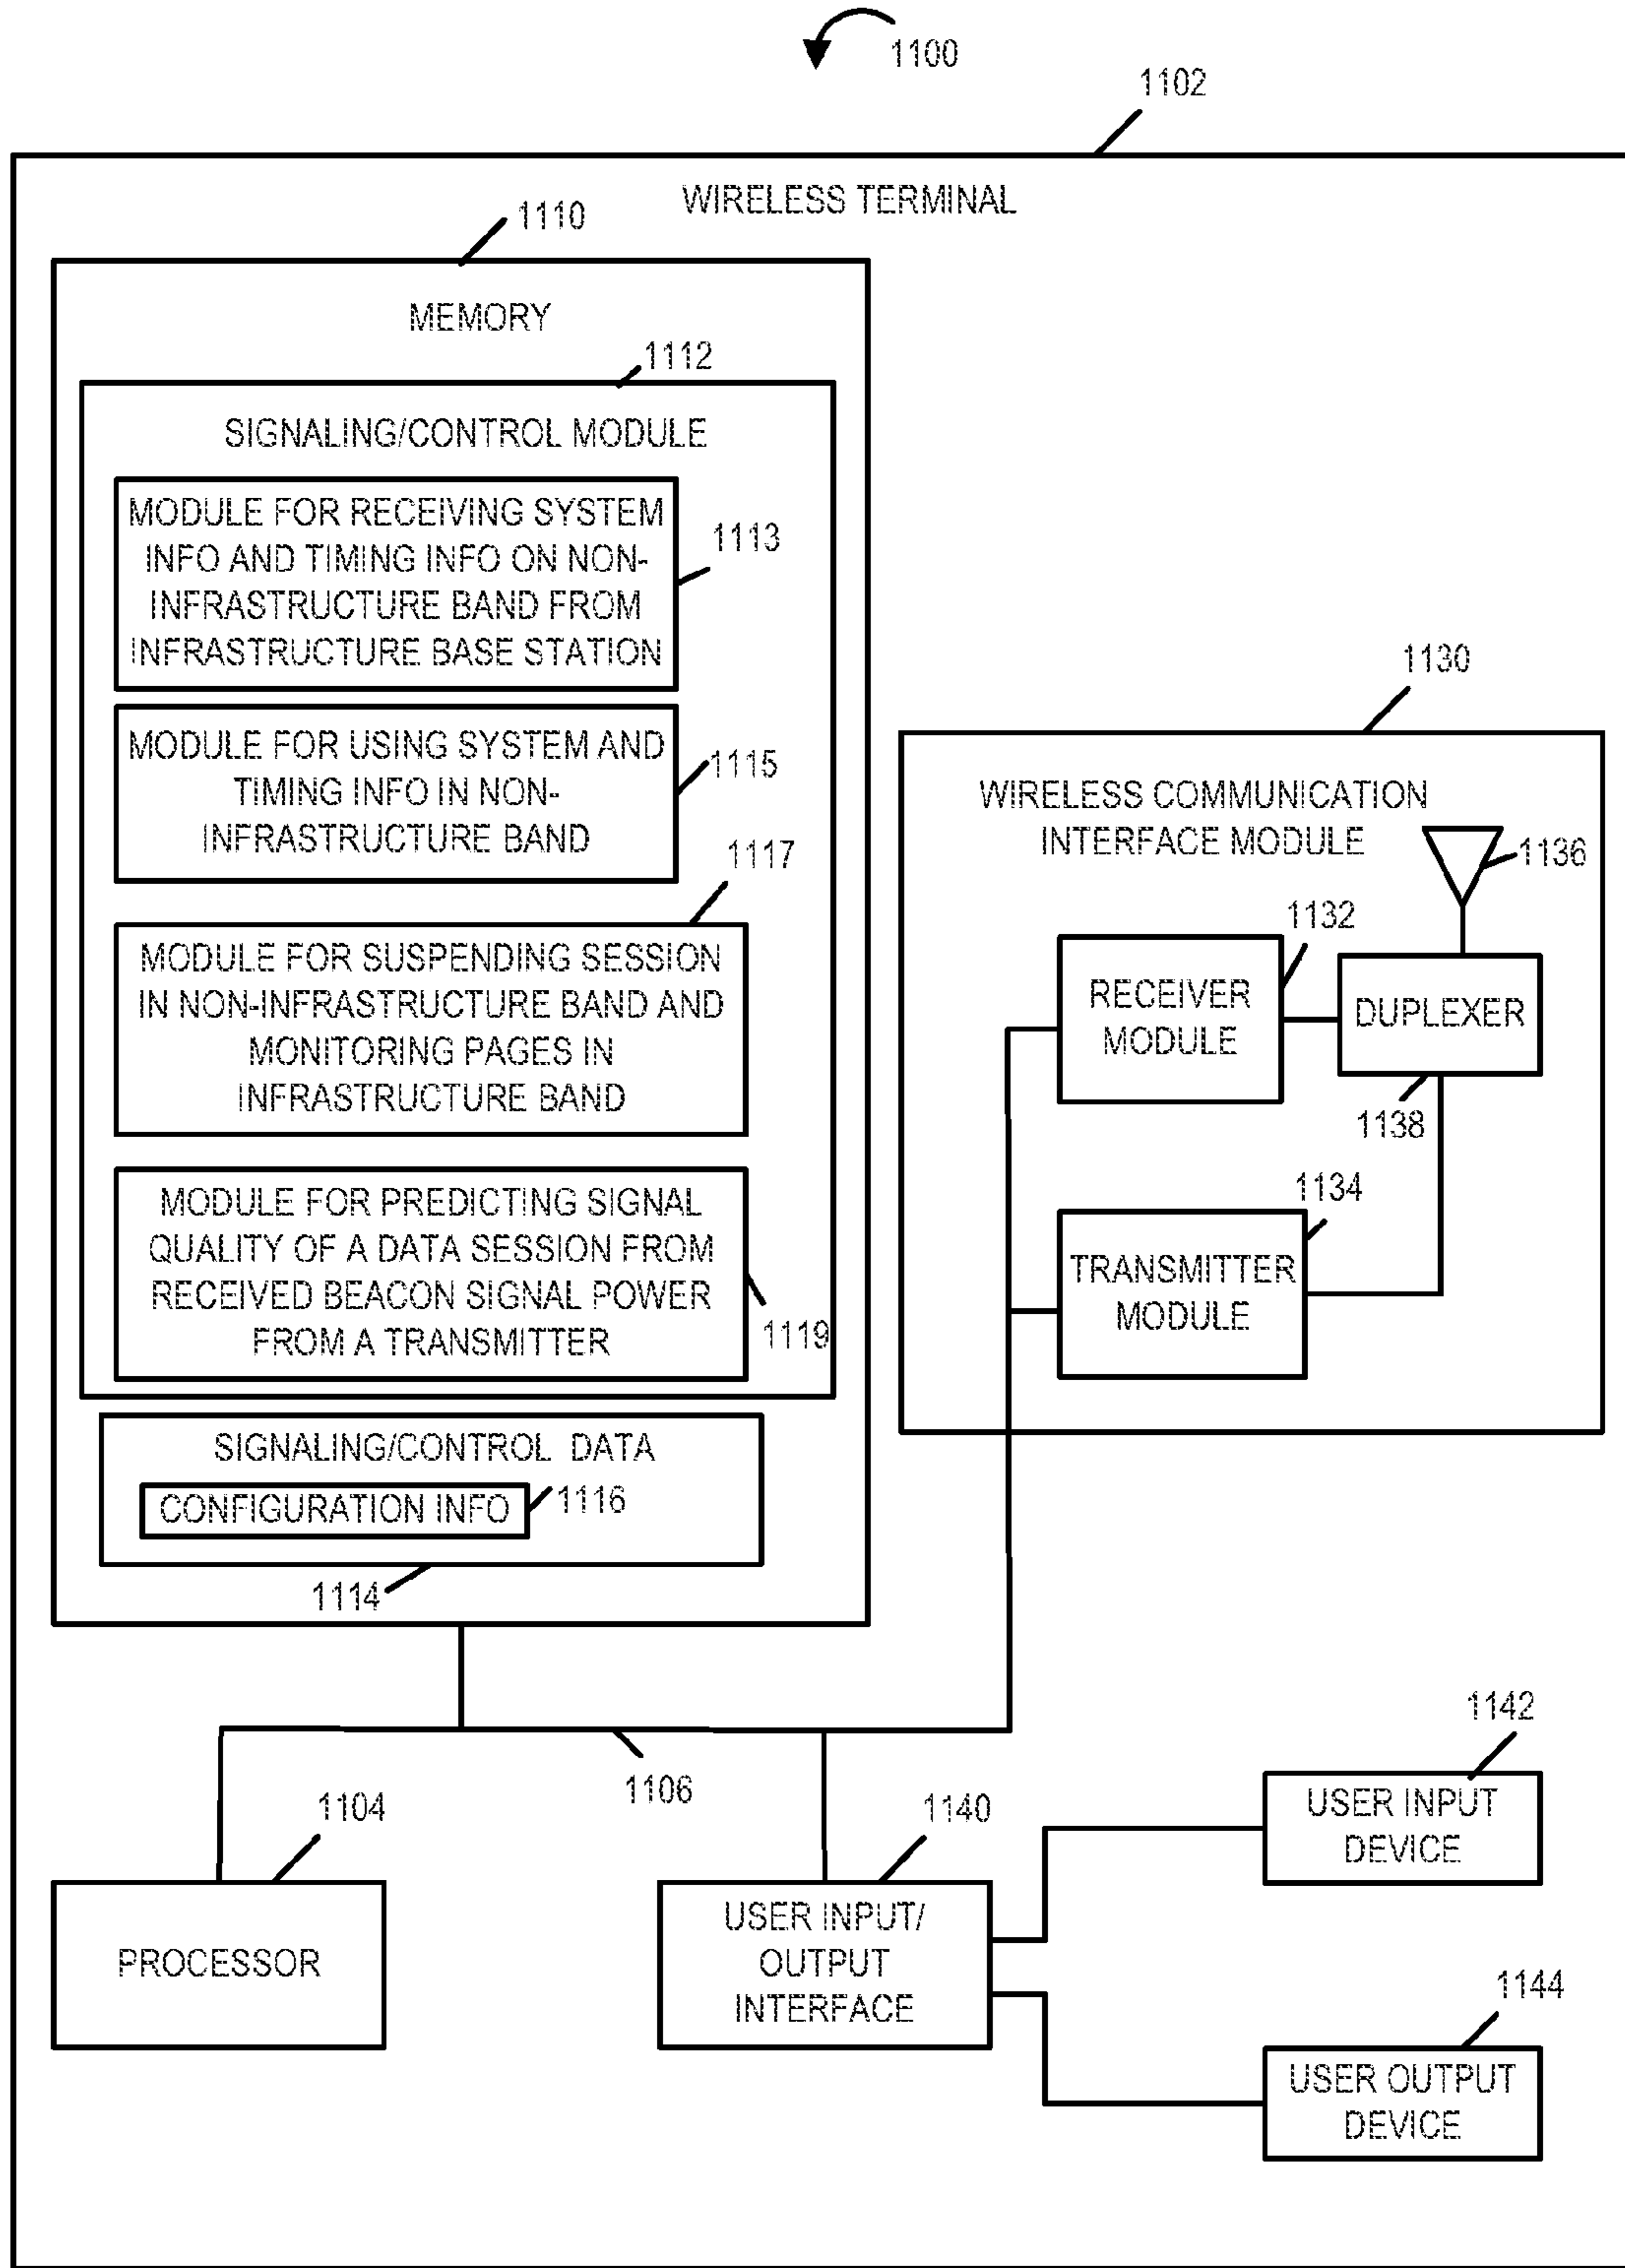 1100
1102
WIRELESS TERMINAL
1110
MEMORY
1112
SIGNALING/CONTROL MODULE
MODULE FOR RECEIVING SYSTEM
INFO AND TIMING INFO ON NON-
INFRASTRUCTURE BAND FROM
INFRASTRUCTURE BASE STATION
1113
MODULE FOR USING SYSTEM AND
TIMING INFO IN NON-
INFRASTRUCTURE BAND
1115
1117
MODULE FOR SUSPENDING SESSION
IN NON-INFRASTRUCTURE BAND AND
MONITORING PAGES IN
INFRASTRUCTURE BAND
MODULE FOR PREDICTING SIGNAL
QUALITY OF A DATA SESSION FROM
RECEIVED BEACON SIGNAL POWER
FROM A TRANSMITTER
1119
SIGNALING/CONTROL DATA
CONFIGURATION INFO
1116
1114
1130
WIRELESS COMMUNICATION
INTERFACE MODULE
1136
1132
RECEIVER
MODULE
DUPLEXER
1138
1134
TRANSMITTER
MODULE
1106
1104
PROCESSOR
1140
USER INPUT/
OUTPUT
INTERFACE
1142
USER INPUT
DEVICE
1144
USER OUTPUT
DEVICE